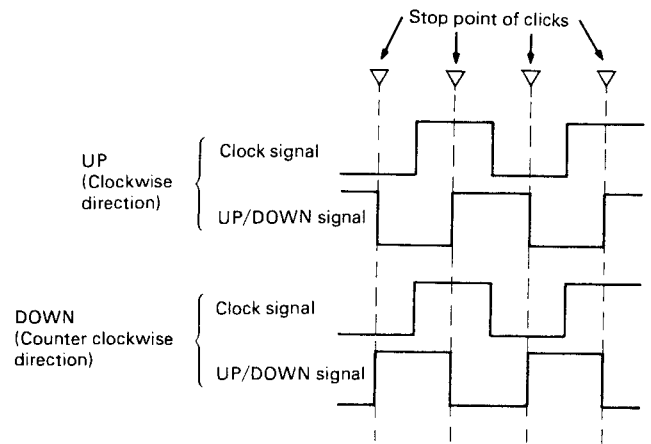 Stop point of clicks
UP
(Clockwise
direction)
Clock signal
UP/DOWN signal
DOWN
(Counter clockwise
direction)
Clock signal
UP/DOWN signal